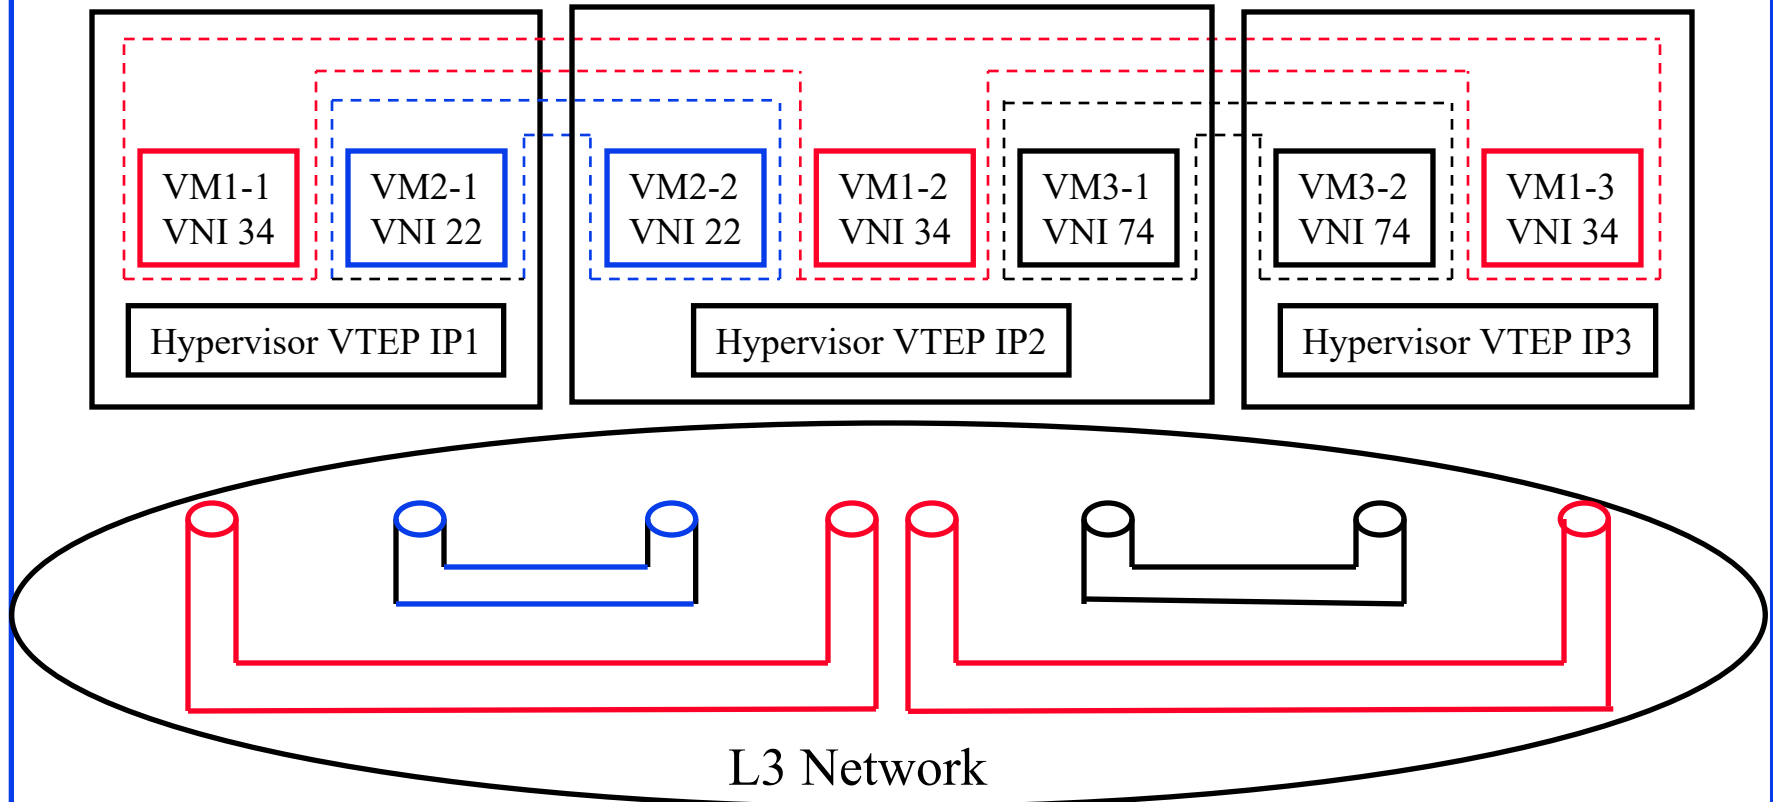 VM1-1
VNI 34
VM2-1
VNI 22
VM2-2
VNI 22
VM1-2
VNI 34
VM3-1
VNI 74
VM3-2
VNI 74
VM1-3
VNI 34
Hypervisor VTEP IP1
Hypervisor VTEP IP2
Hypervisor VTEP IP3
L3 Network